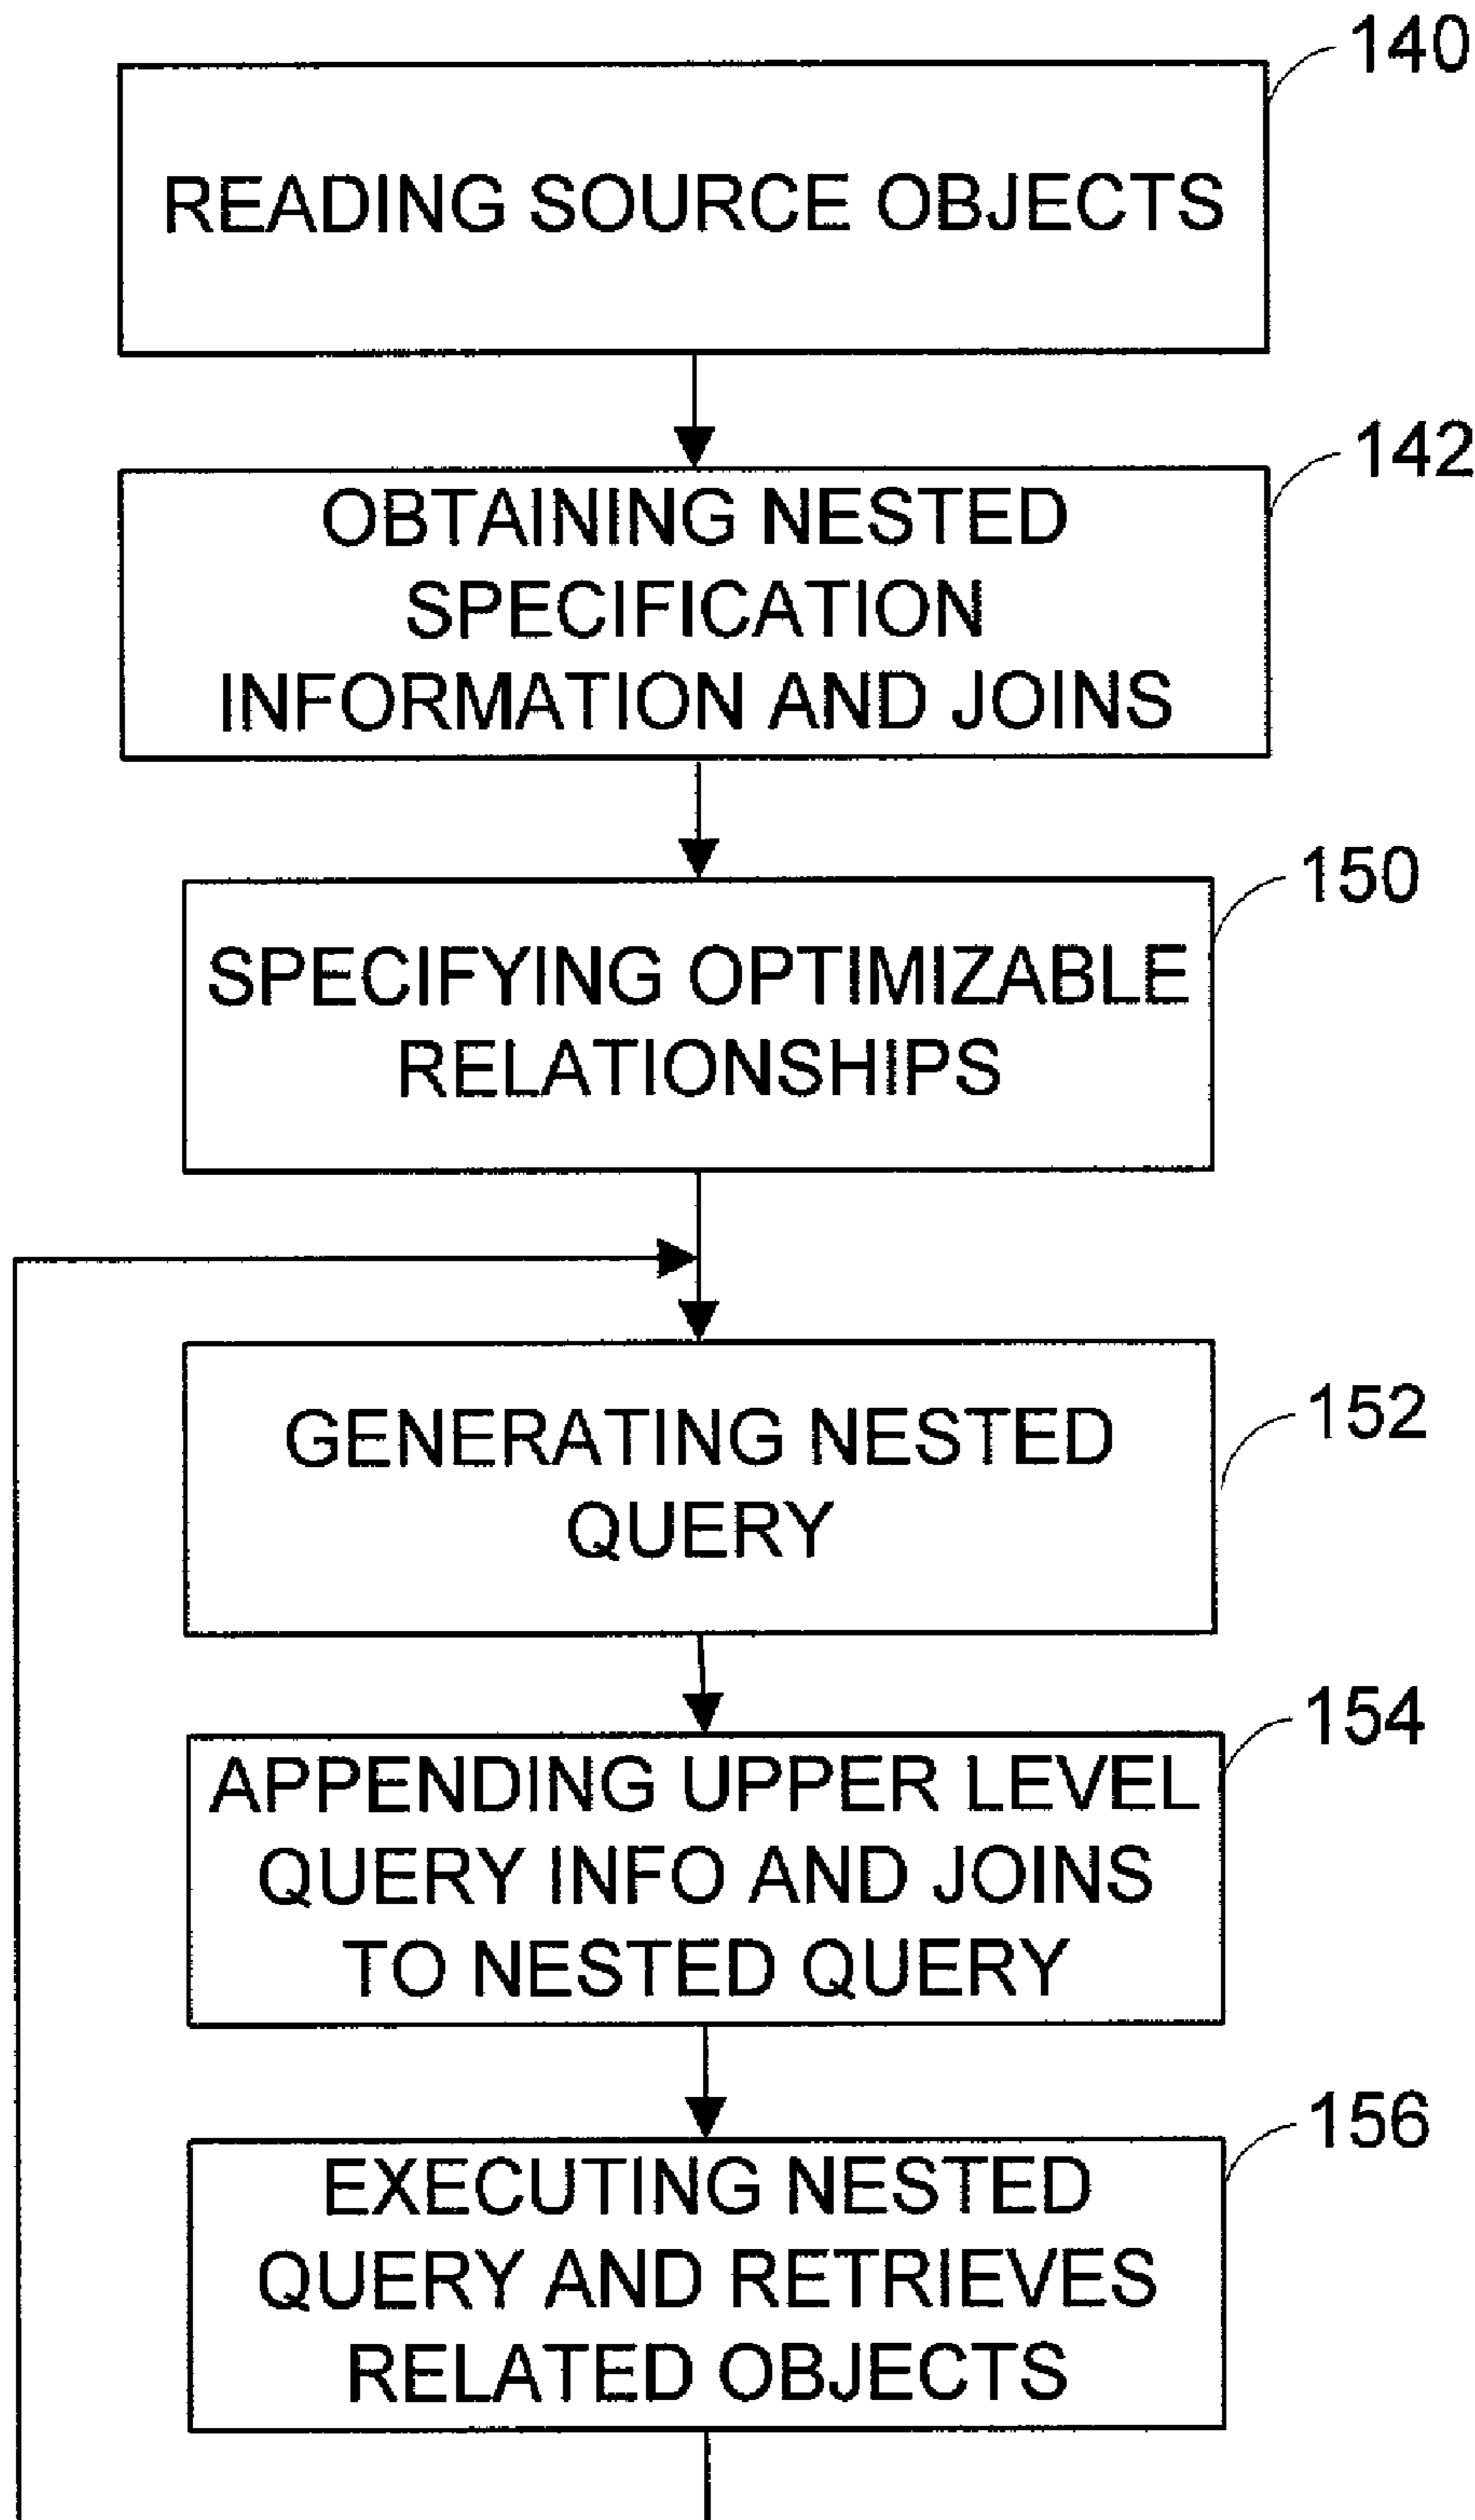 140
READING SOURCE OBJECTS
142
OBTAINING NESTED
SPECIFICATION
INFORMATION AND JOINS
150
SPECIFYING OPTIMIZABLE
RELATIONSHIPS
152
GENERATING NESTED
QUERY
154
APPENDING UPPER LEVEL
QUERY INFO AND JOINS
TO NESTED QUERY
156
EXECUTING NESTED
QUERY AND RETRIEVES
RELATED OBJECTS